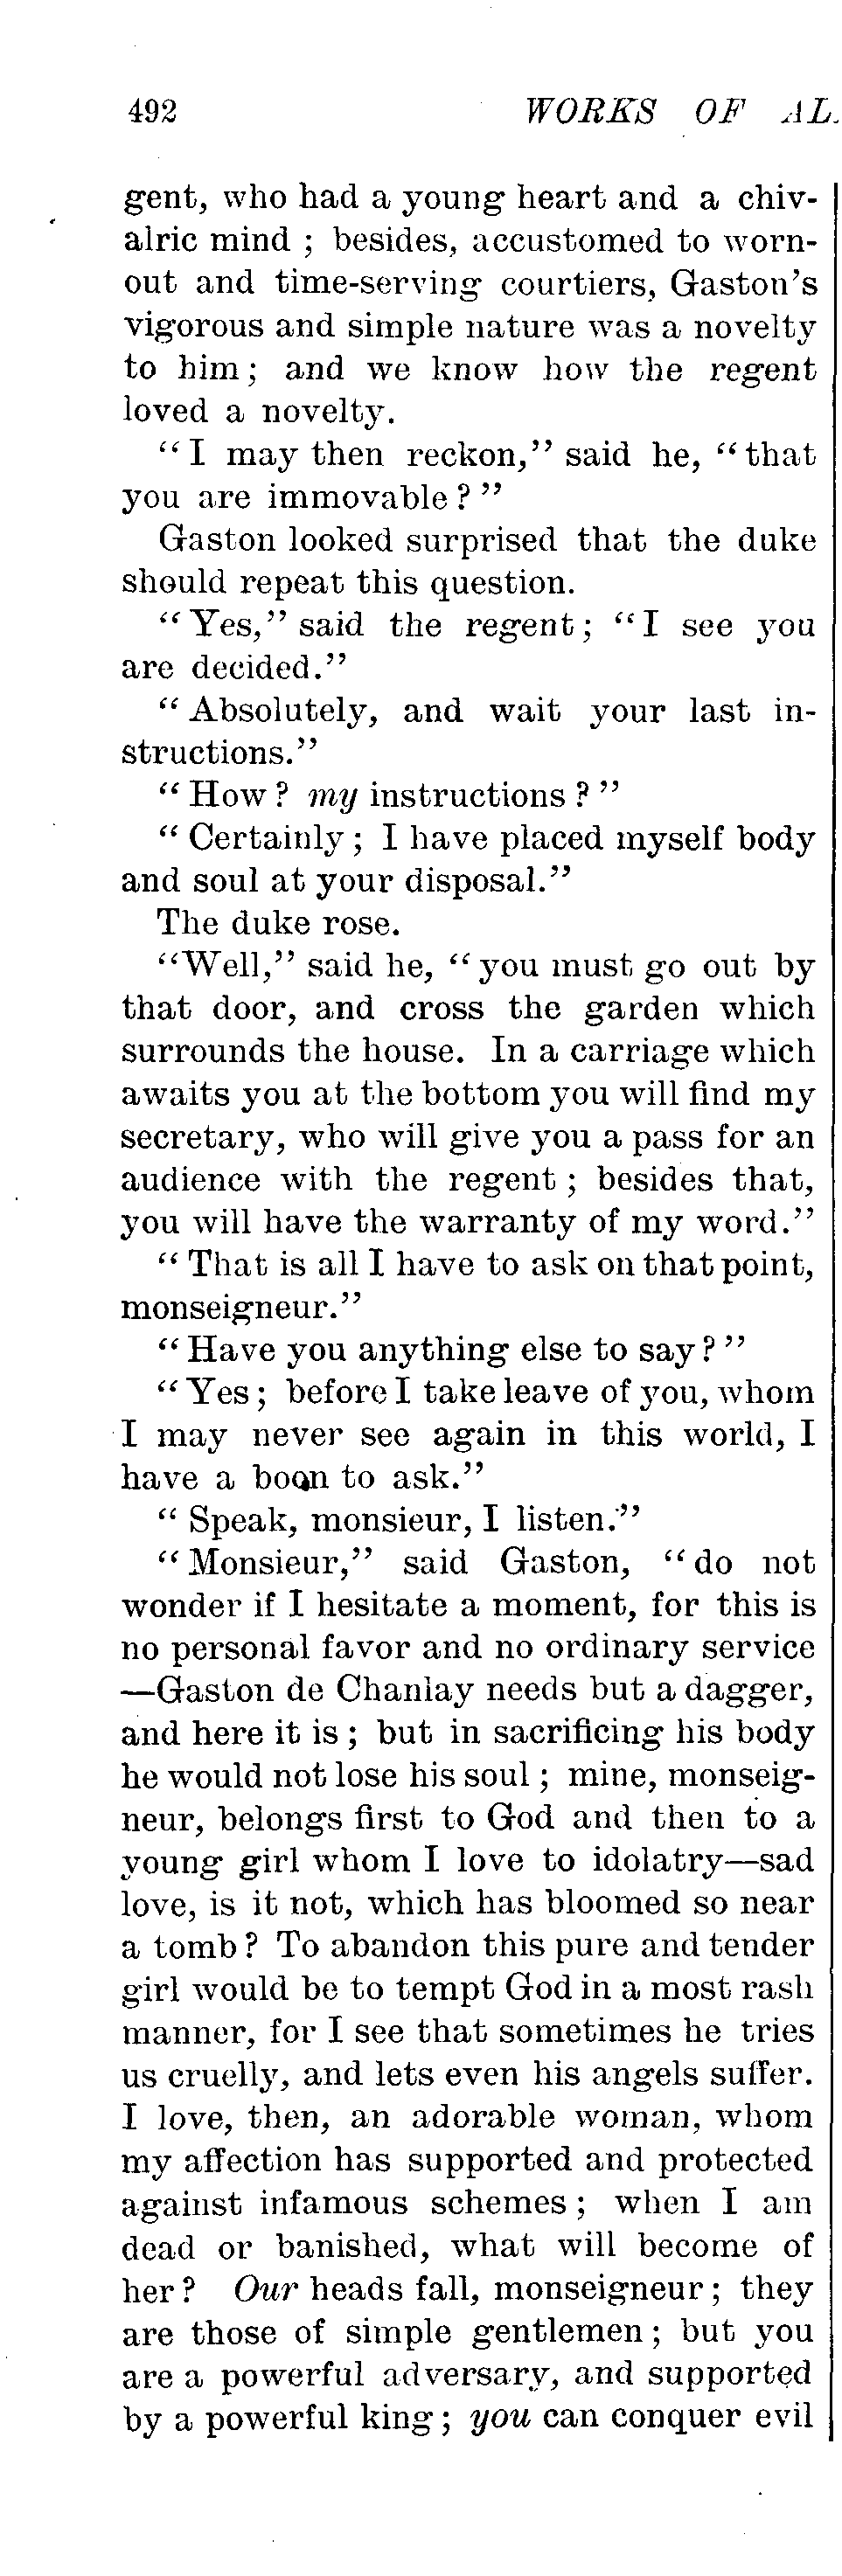 492 WORKS OF AL.
gent, who had a young heart and a chiv-
alric mind ; besides, accustomed to worn-
out and time-serving courtiers, Gaston's
vigorous and simple nature was a novelty
to him; and we know how the regent
loved a novelty.
"I may then reckon," said he, "that
you are immovable ?"
Gaston looked surprised that the duke
should repeat this question.
"Yes," said the regent; "I see you
are decided."
"Absolutely, and wait your last in-
structions."
"How? my instructions ?"
"Certainly ; I have placed myself body
and soul at your disposal."
The duke rose.
"Well," said he, "you must go out by
that door, and cross the garden which
surrounds the house. In a carriage which
awaits you at the bottom you will find my
secretary, who will give you a pass for an
audience with the regent ; besides that,
you will have the warranty of my word."
"That is all I have to ask on that point,
monseigneur."
"Have you anything else to say?"
"Yes; before I take leave of you, whom
I may never see again in this world, I
have a boon to ask."
"Speak, monsieur, I listen."
"Monsieur," said Gaston, "do not
wonder if I hesitate a moment, for this is
no personal favor and no ordinary service
—Gaston de Chanlay needs but a dagger,
and here it is ; but in sacrificing his body
he would not lose his soul ; mine, monseig-
neur, belongs first to God and then to a
young girl whom I love to idolatry—sad
love, is it not, which has bloomed so near
a tomb ? To abandon this pure and tender
girl would be to tempt God in a most rash
manner, for I see that sometimes he tries
us cruelly, and lets even his angels suffer.
I love, then, an adorable woman, whom
my affection has supported and protected
against infamous schemes ; when I am
dead or banished, what will become of
her ? Our heads fall, monseigneur; they
are those of simple gentlemen ; but you
are a powerful adversary, and supported
by a powerful king; you can conquer evil